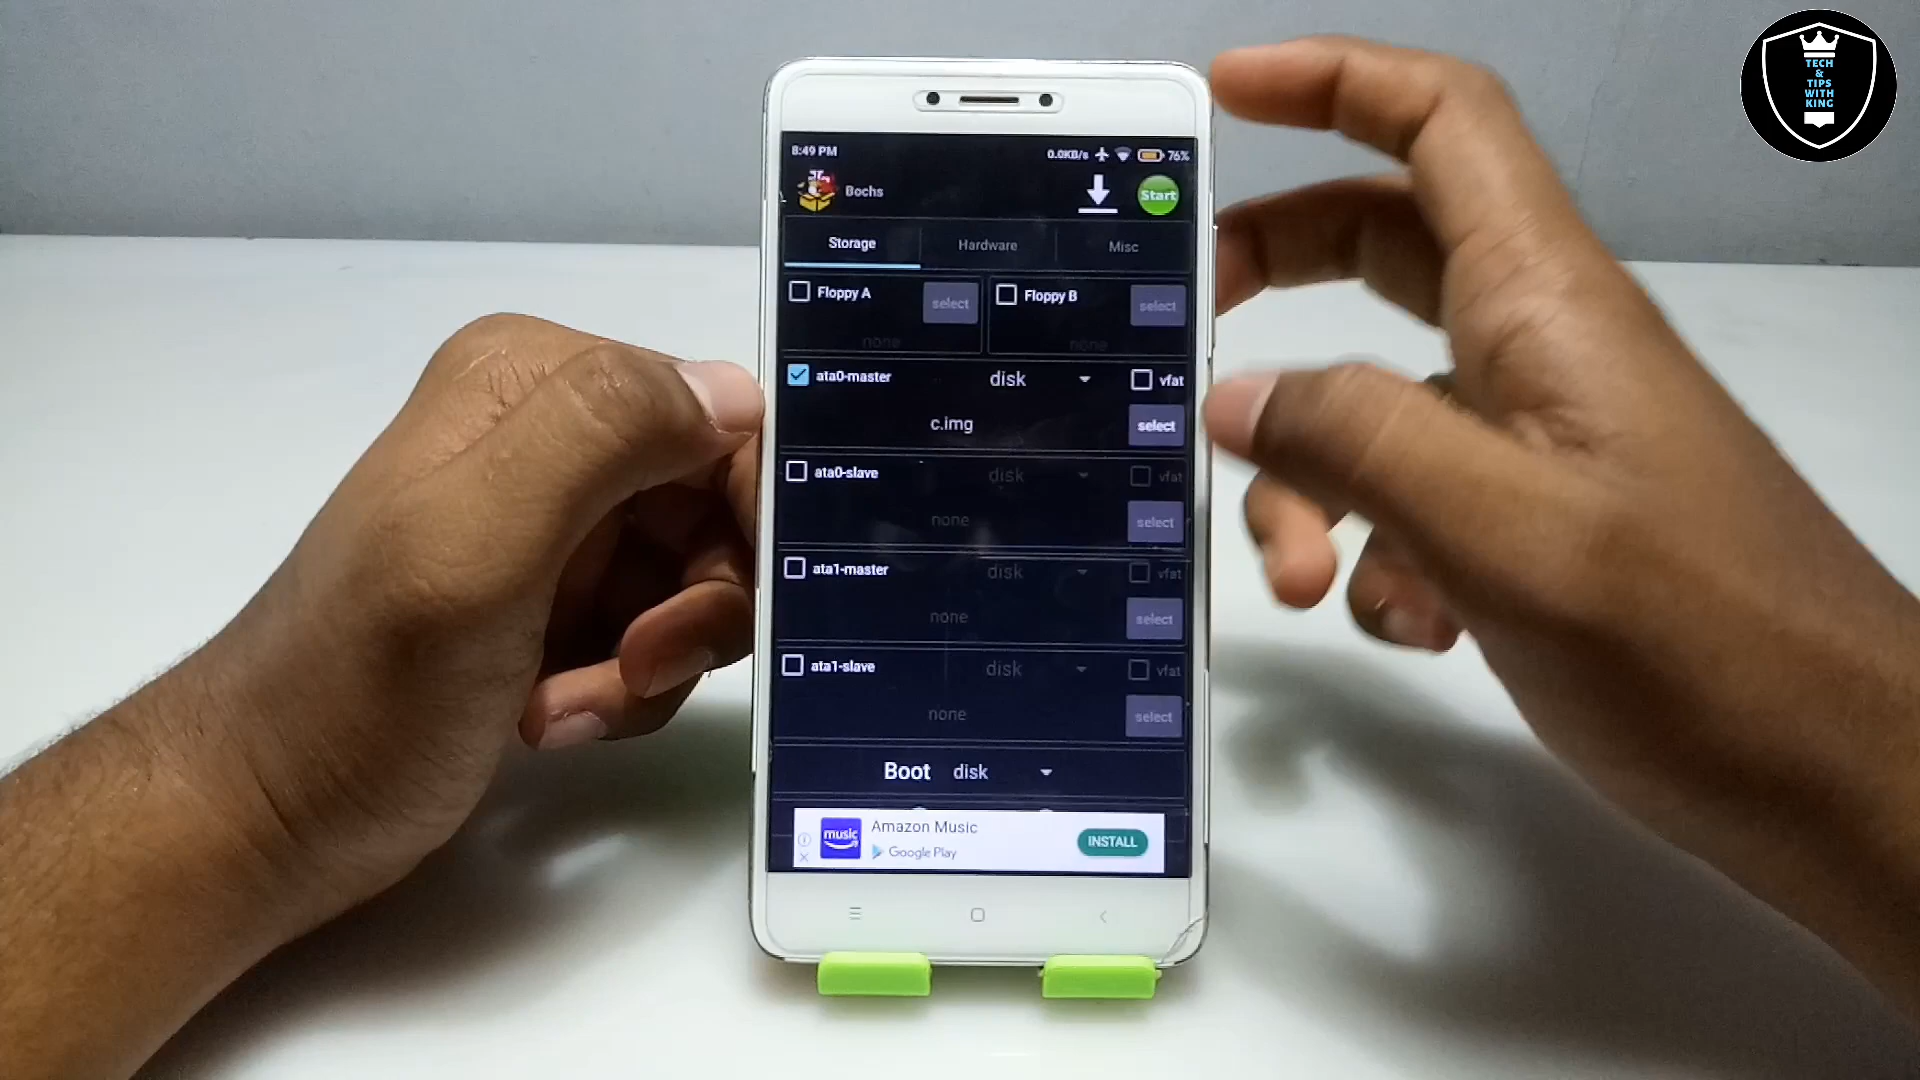 TECH
&
TIPS
WITH
KING
8:49 PM
0.0KB/s
76%
Bochs
Start
Storage
Hardware
Misc
Floppy A
select
none
Floppy B
select
none
ata0-master
disk
vfat
c.img
select
ata0-slave
disk
vfat
none
select
ata1-master
disk
vfat
none
select
ata1-slave
disk
vfat
none
select
Boot disk
music
Amazon Music
Google Play
INSTALL